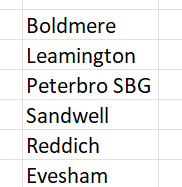 Boldmere
Leamington
Peterbro SBG
Sandwell
Reddich
Evesham